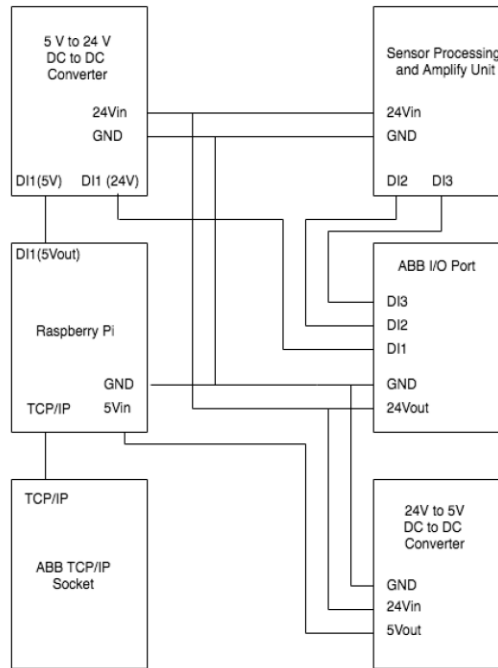 5 V to 24 V
DC to DC
Converter
24Vin
GND
DI1(5V)
DI1 (24V)
Sensor Processing
and Amplify Unit
24Vin
GND
DI2
DI3
DI1(5Vout)
Raspberry Pi
GND
TCP/IP
5Vin
ABB I/O Port
DI3
DI2
DI1
GND
24Vout
TCP/IP
ABB TCP/IP
Socket
24V to 5V
DC to DC
Converter
GND
24Vin
5Vout